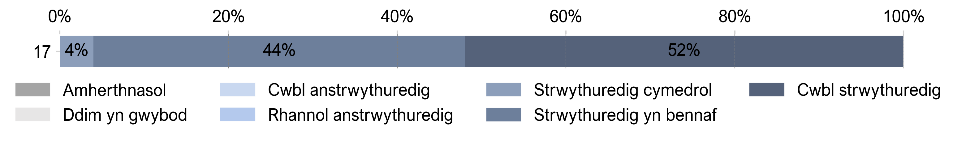 0% 20% 40% 60% 80% 100%
17 4% 44% 52%
Amherthnasol Cwbl anstrwythuredig Strwythuredig cymedrol Cwbl strwythuredig
Ddim yn gwybod Rhannol anstrwythuredig Strwythuredig yn bennaf